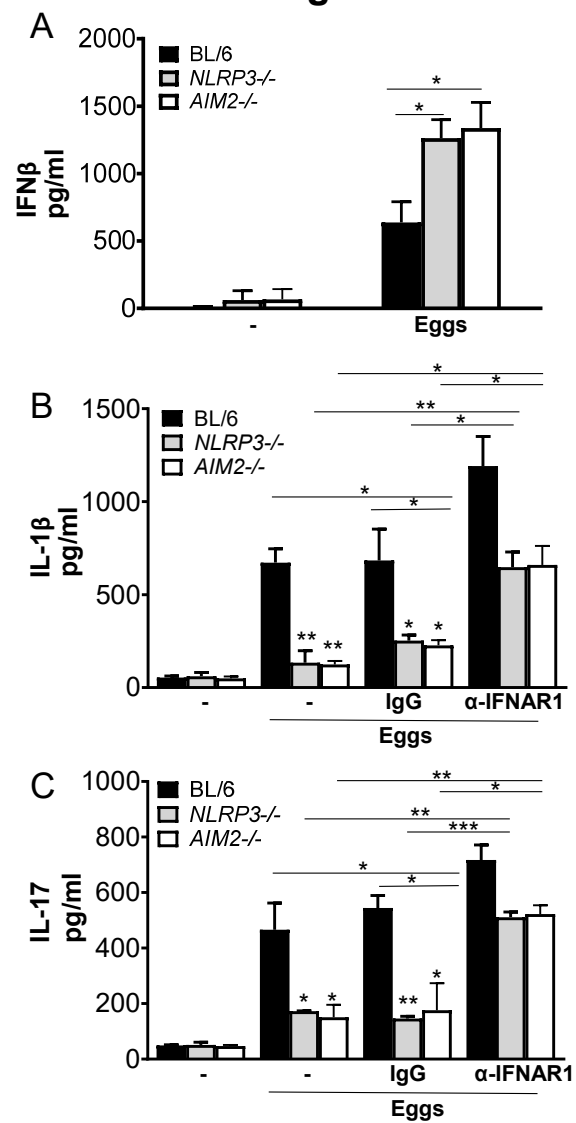 g
A
2000
1500
1000
500
0
IFNβ
pg/ml
BL/6
NLRP3-/-
AIM2-/-
*
*
-
Eggs
B
1500
1000
500
0
IL-1β
pg/ml
BL/6
NLRP3-/-
AIM2-/-
*
*
**
*
*
*
** **
* *
-
-
IgG
α-IFNAR1
Eggs
C
1000
800
600
400
200
0
IL-17
pg/ml
BL/6
NLRP3-/-
AIM2-/-
**
*
**
***
*
*
* *
** *
-
-
IgG
α-IFNAR1
Eggs